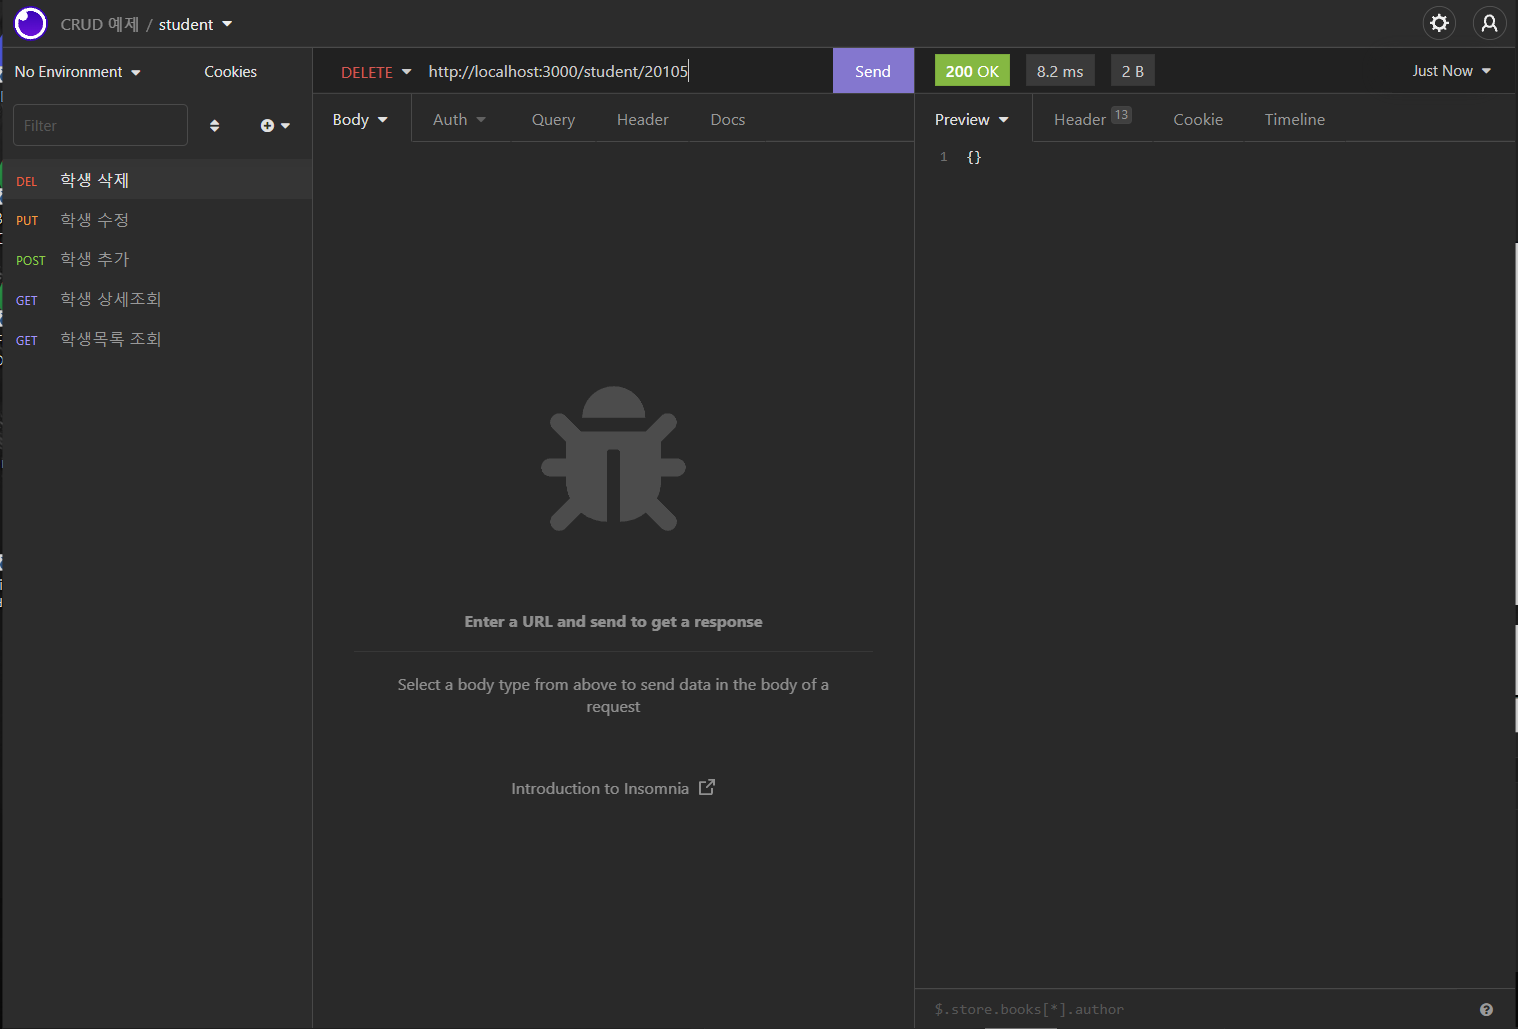 CRUD 예제 / student
No Environment
Cookies
Filter
DEL 학생 삭제
PUT 학생 수정
POST 학생 추가
GET 학생 상세조회
GET 학생목록 조회
DELETE http://localhost:3000/student/20105 Send
Body Auth Query Header Docs
Enter a URL and send to get a response
Select a body type from above to send data in the body of a
request
Introduction to Insomnia
200 OK 8.2 ms 2 B Just Now
Preview Header 13 Cookie Timeline
1 {}
$.store.books[*].author